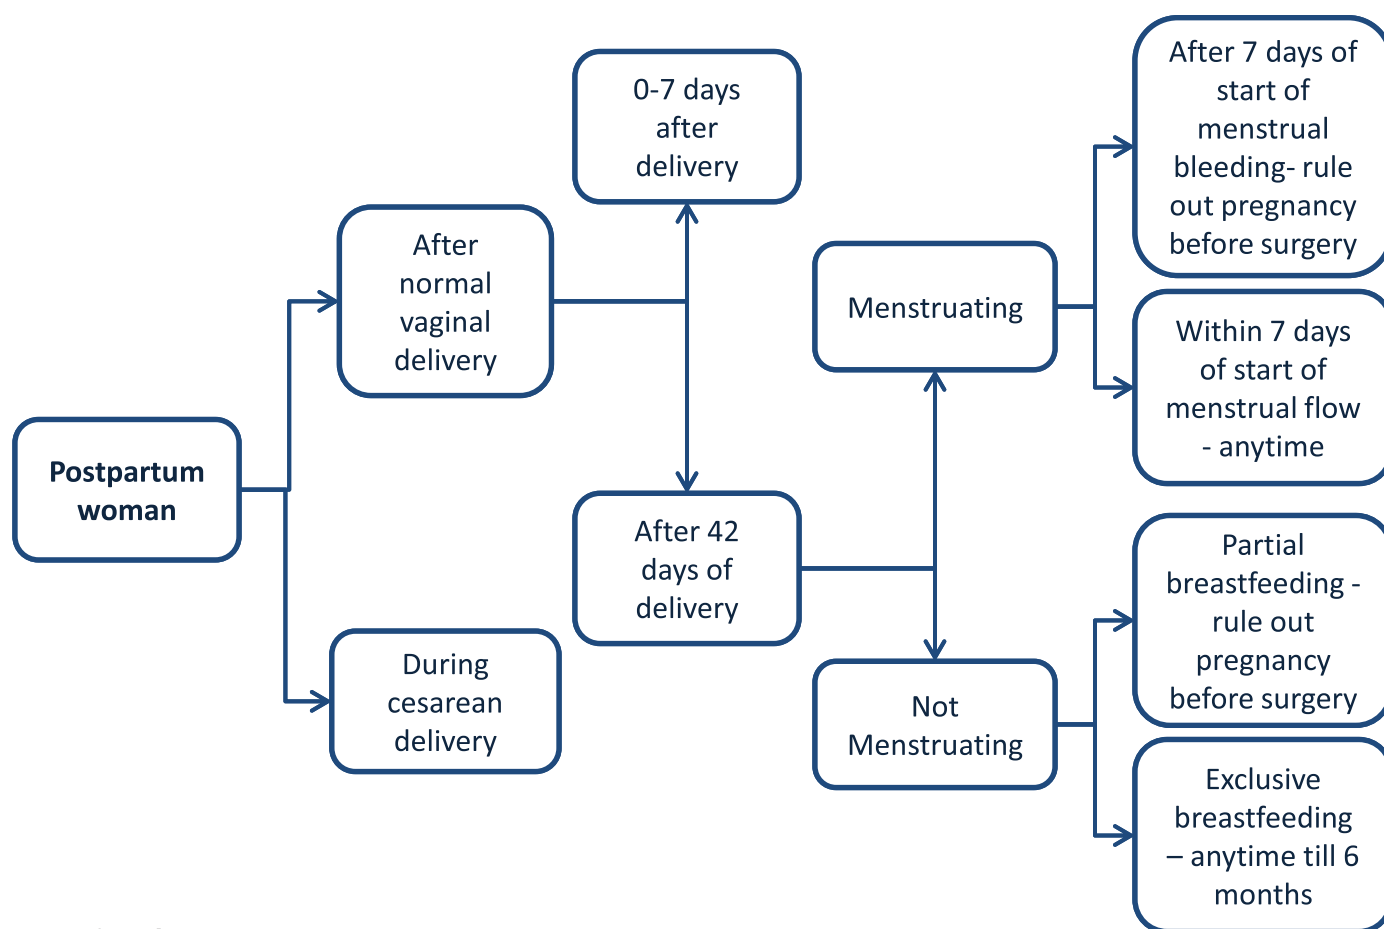 Postpartum
woman
After
normal
vaginal
delivery
During
cesarean
delivery
0-7 days
after
delivery
After 42
days of
delivery
Menstruating
Not
Menstruating
After 7 days of
start of
menstrual
bleeding- rule
out pregnancy
before surgery
Within 7 days
of start of
menstrual flow
- anytime
Partial
breastfeeding -
rule out
pregnancy
before surgery
Exclusive
breastfeeding
– anytime till 6
months